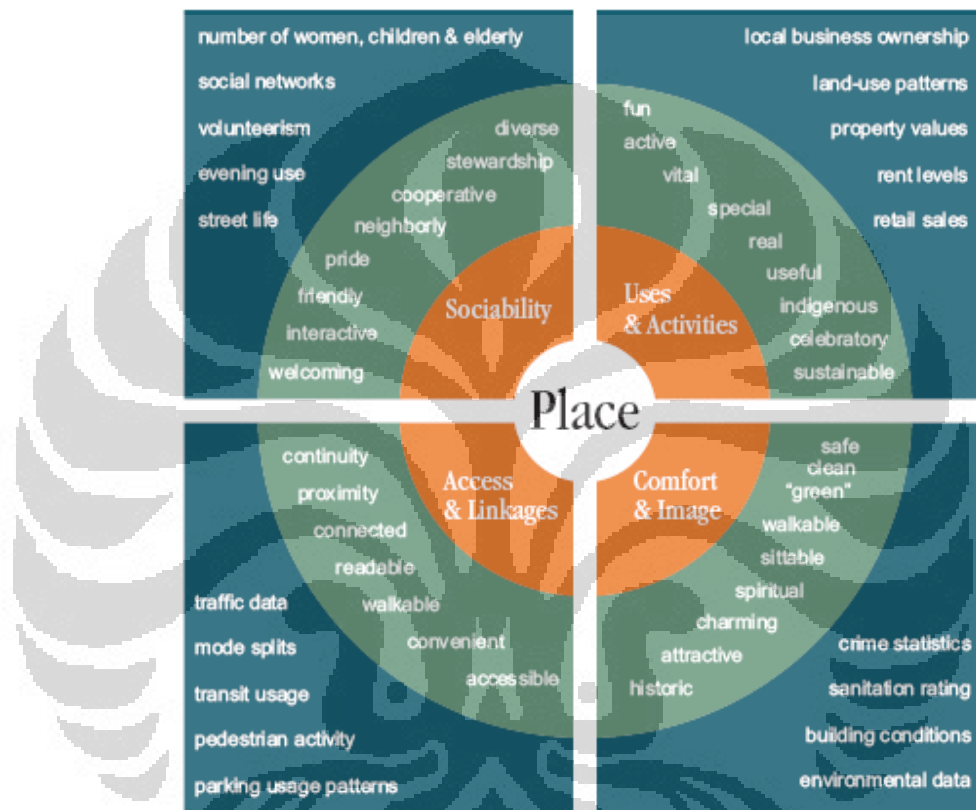 number of women, children & elderly
social networks
volunteerism
evening use
street life
diverse
stewardship
cooperative
neighborly
pride
friendly
interactive
welcoming
Sociability
local business ownership
land-use patterns
property values
rent levels
retail sales
fun
active
vital
special
real
useful
indigenous
celebratory
sustainable
Uses
& Activities
Place
continuity
proximity
connected
readable
walkable
convenient
accessible
Access
& Linkages
traffic data
mode splits
transit usage
pedestrian activity
parking usage patterns
Comfort
& Image
safe
clean
“green”
walkable
sittable
spiritual
charming
attractive
historic
crime statistics
sanitation rating
building conditions
environmental data